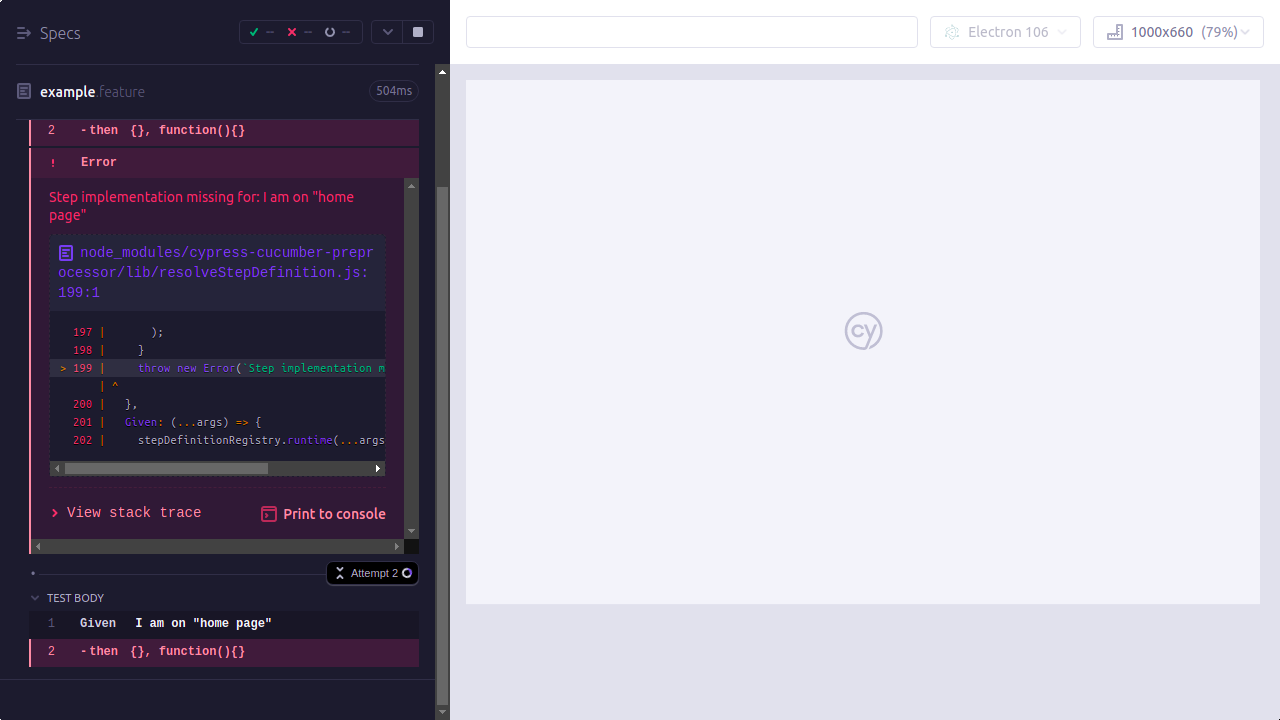 Specs
--
--
--
example.feature
504ms
2 -then {}, function(){}
! Error
Step implementation missing for: I am on "home
page"
node_modules/cypress-cucumber-prepr
ocessor/lib/resolveStepDefinition.js:
199:1
197 | );
198 | }
> 199 | throw new Error(`Step implementation m
| ^
200 | },
201 | Given: (...args) => {
202 | stepDefinitionRegistry.runtime(...args
View stack trace
Print to console
Attempt 2
TEST BODY
1 Given I am on "home page"
2 -then {}, function(){}
Electron 106
1000x660 (79%)
cy